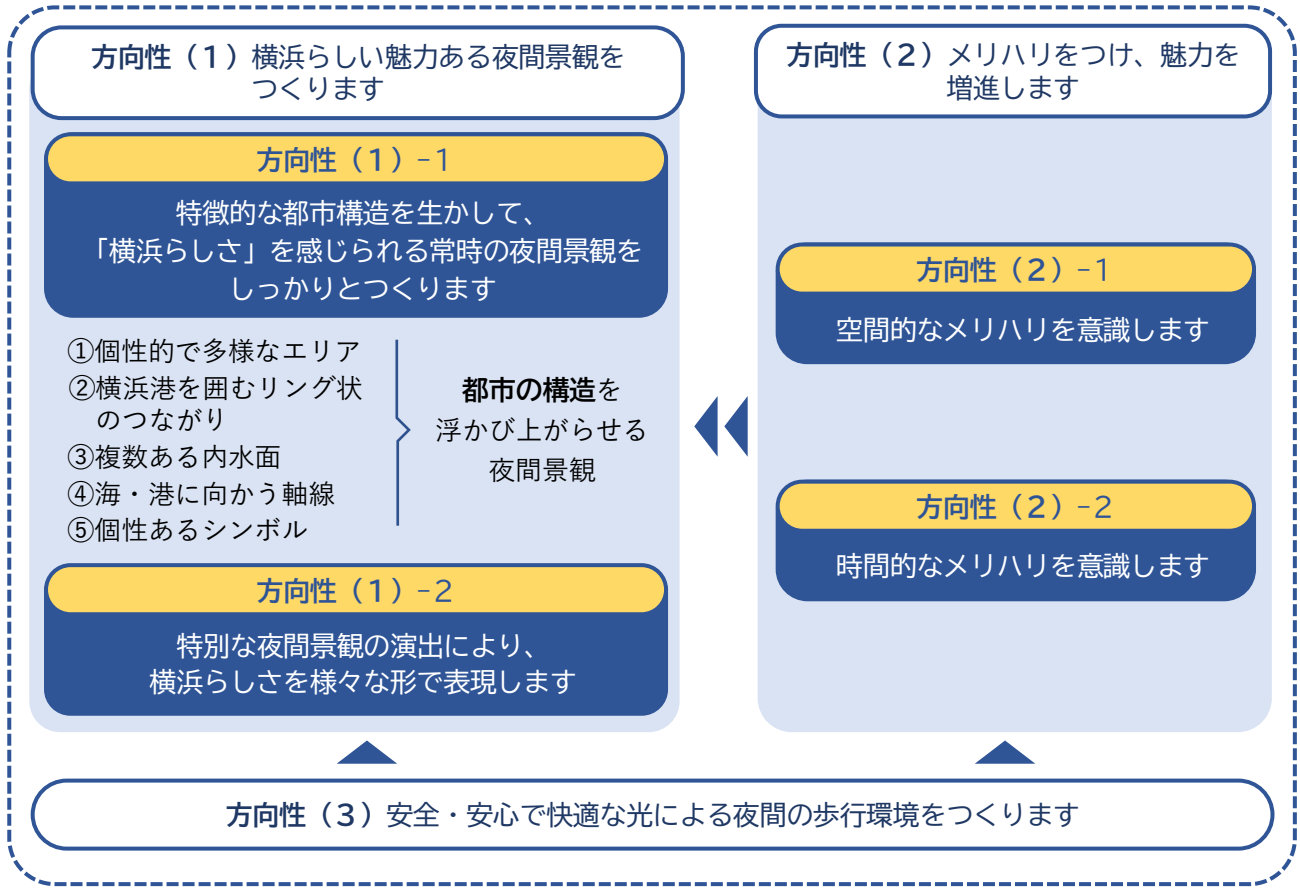 方向性（1）横浜らしい魅力ある夜間景観を
つくります
方向性（1）-1
特徴的な都市構造を生かして、
「横浜らしさ」を感じられる常時の夜間景観を
しっかりとつくります
①個性的で多様なエリア
②横浜港を囲むリング状
のつながり
③複数ある内水面
④海・港に向かう軸線
⑤個性あるシンボル
都市の構造を
浮かび上がらせる
夜間景観
方向性（1）-2
特別な夜間景観の演出により、
横浜らしさを様々な形で表現します
方向性（2）メリハリをつけ、魅力を
増進します
方向性（2）-1
空間的なメリハリを意識します
方向性（2）-2
時間的なメリハリを意識します
方向性（3）安全・安心で快適な光による夜間の歩行環境をつくります